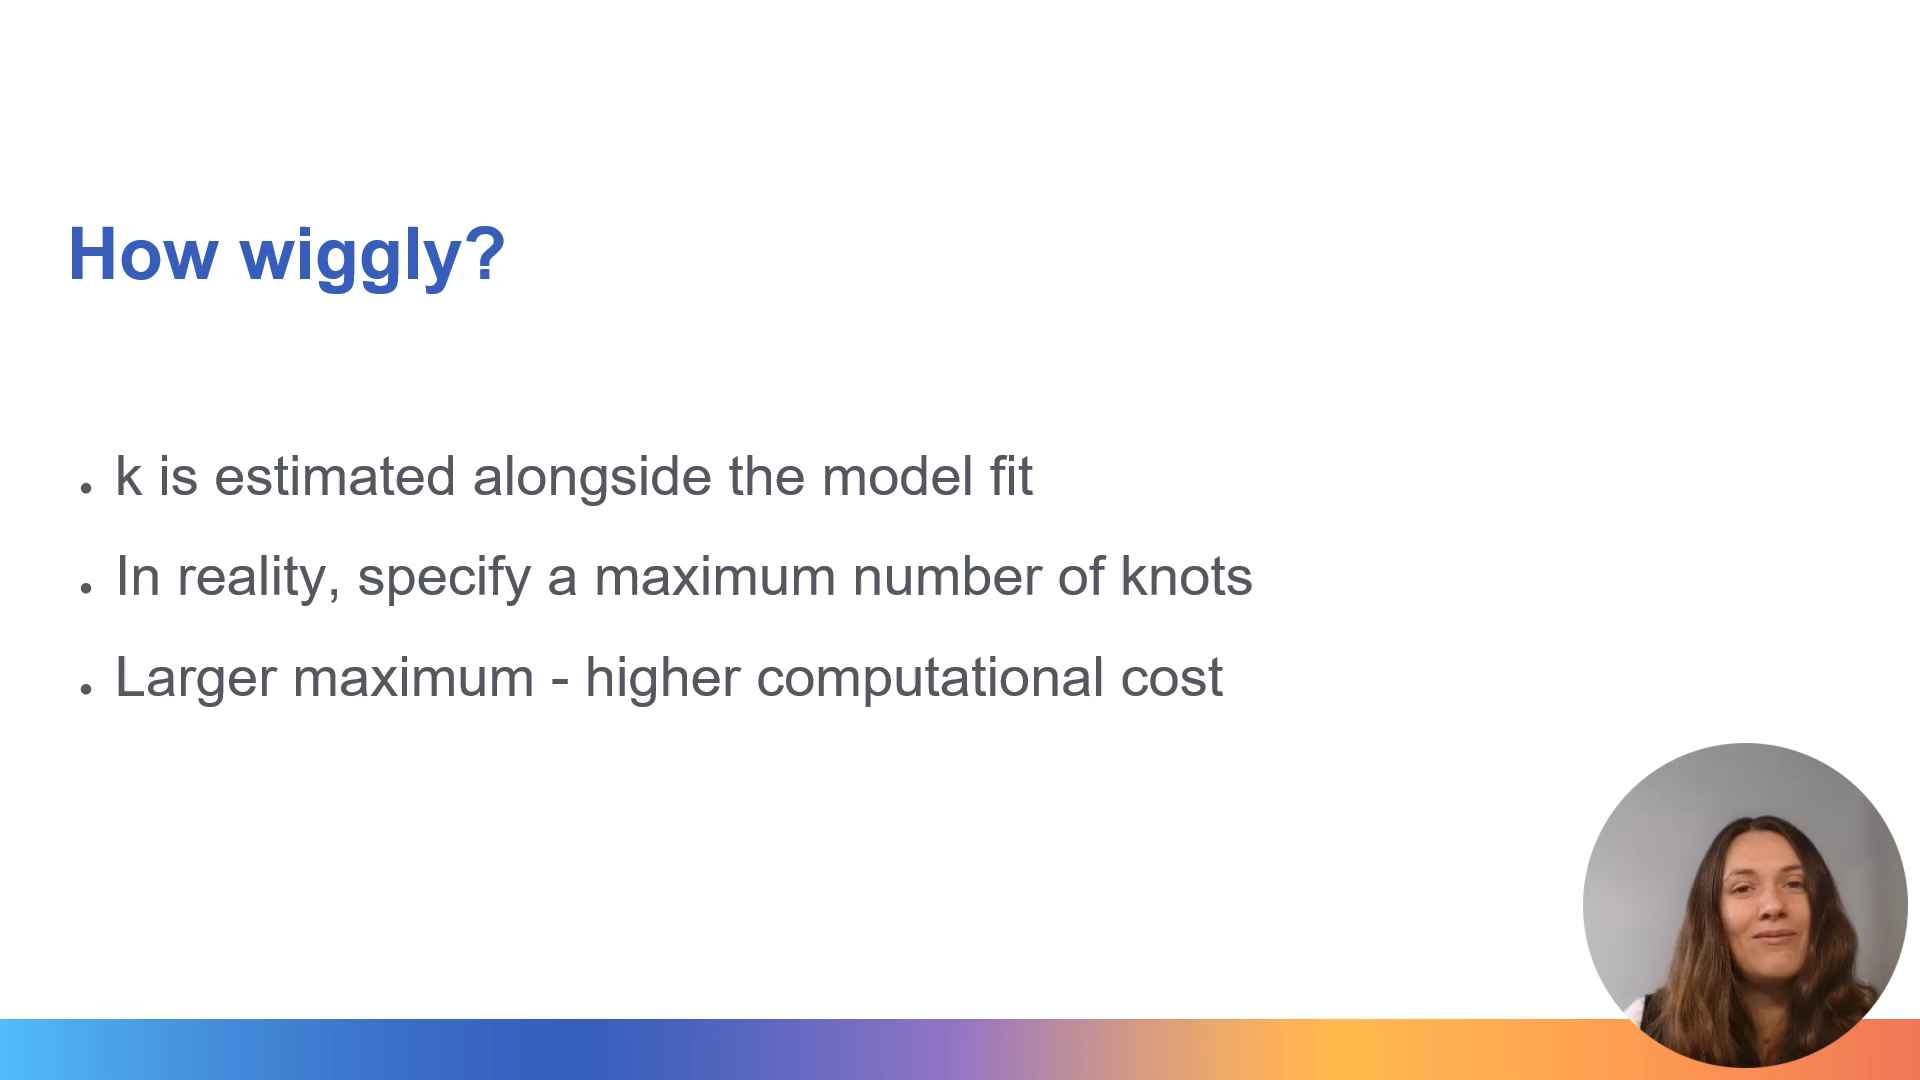 How wiggly?
k is estimated alongside the model fit
In reality, specify a maximum number of knots
Larger maximum - higher computational cost